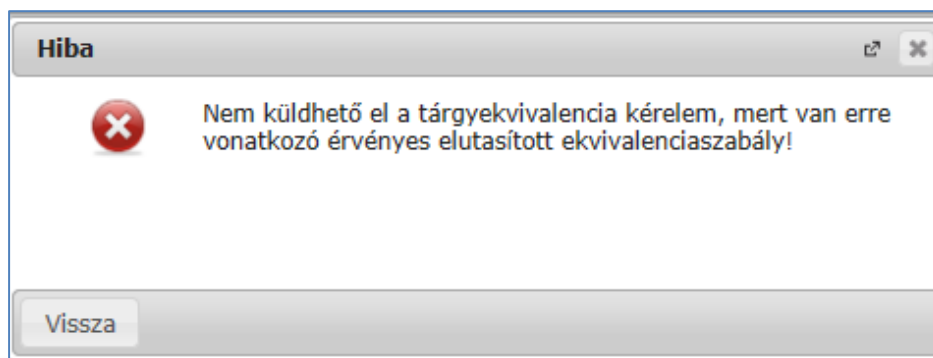 Hiba
Nem küldhető el a tárgyekvivalencia kérelem, mert van erre
vonatkozó érvényes elutasított ekvivalenciaszabály!
Vissza